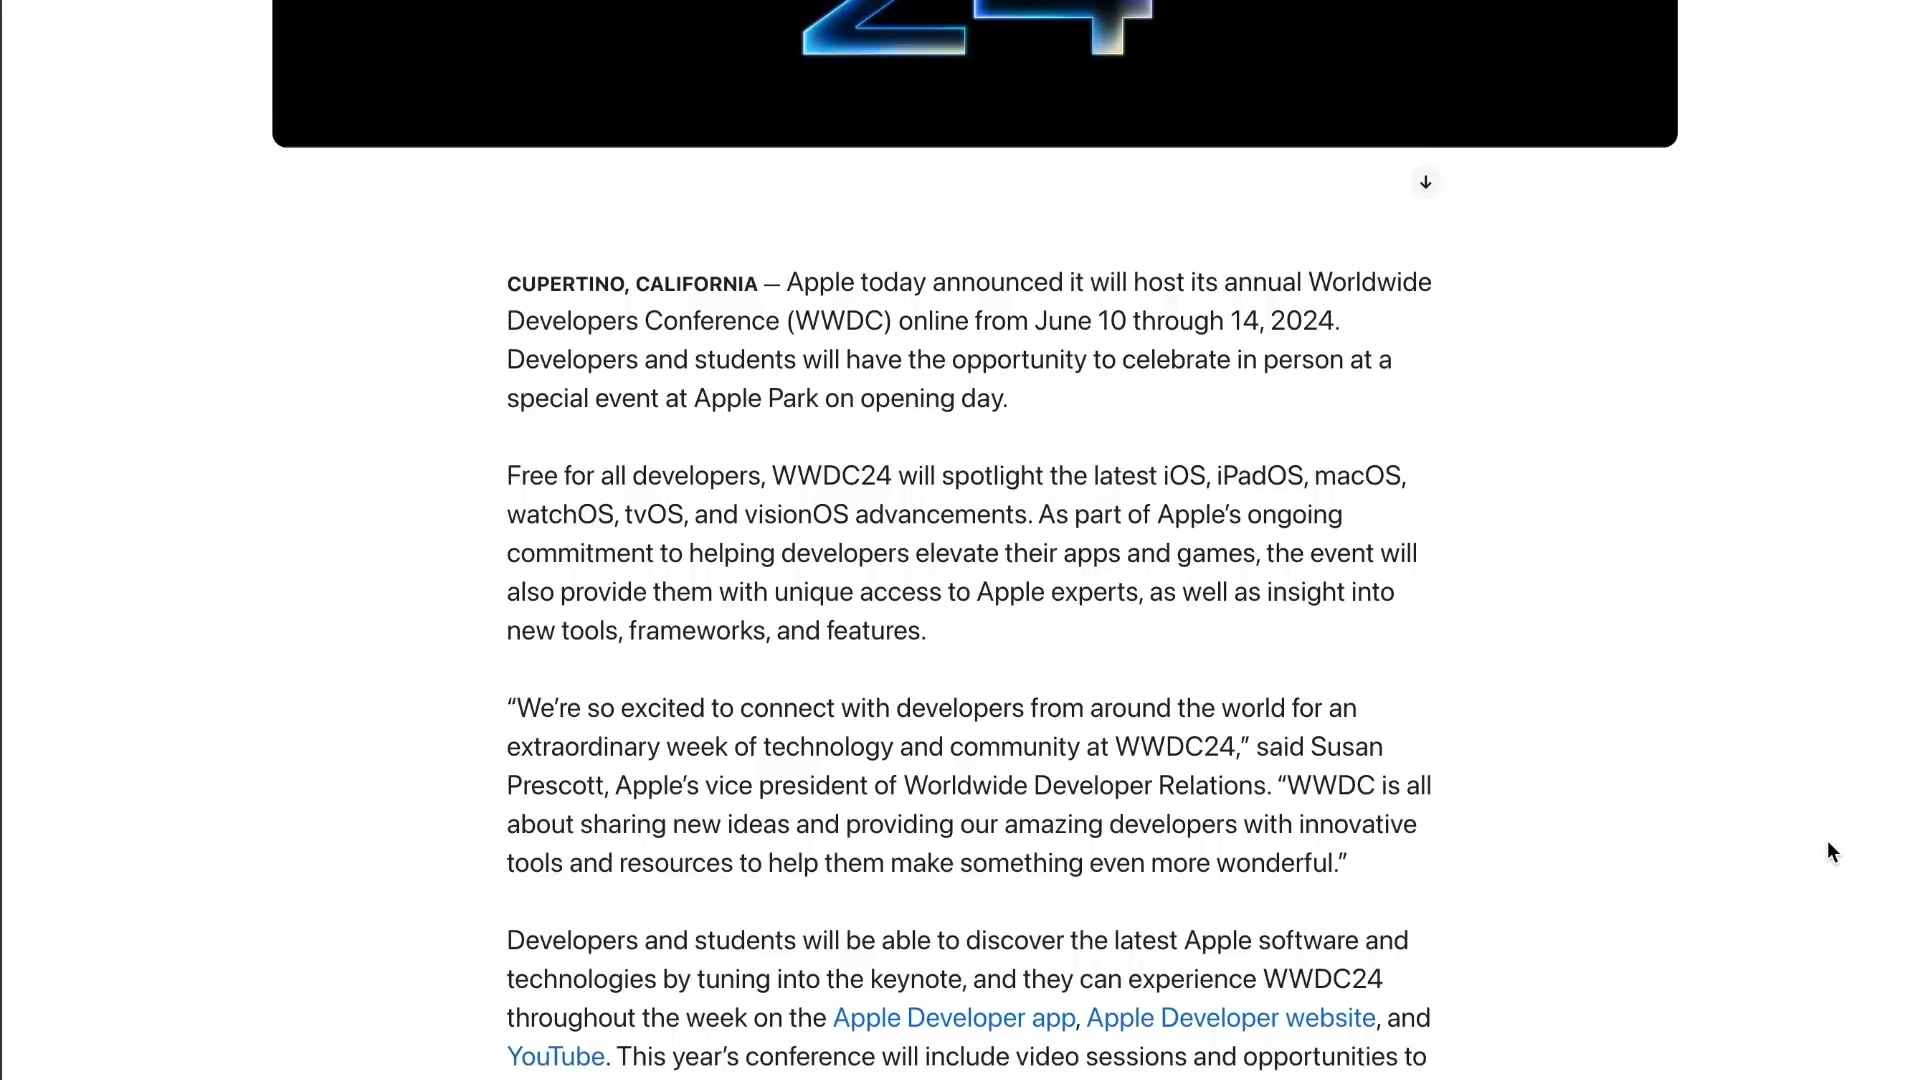 24
CUPERTINO, CALIFORNIA — Apple today announced it will host its annual Worldwide
Developers Conference (WWDC) online from June 10 through 14, 2024.
Developers and students will have the opportunity to celebrate in person at a
special event at Apple Park on opening day.
Free for all developers, WWDC24 will spotlight the latest iOS, iPadOS, macOS,
watchOS, tvOS, and visionOS advancements. As part of Apple’s ongoing
commitment to helping developers elevate their apps and games, the event will
also provide them with unique access to Apple experts, as well as insight into
new tools, frameworks, and features.
“We’re so excited to connect with developers from around the world for an
extraordinary week of technology and community at WWDC24,” said Susan
Prescott, Apple’s vice president of Worldwide Developer Relations. “WWDC is all
about sharing new ideas and providing our amazing developers with innovative
tools and resources to help them make something even more wonderful.”
Developers and students will be able to discover the latest Apple software and
technologies by tuning into the keynote, and they can experience WWDC24
throughout the week on the Apple Developer app, Apple Developer website, and
YouTube. This year’s conference will include video sessions and opportunities to